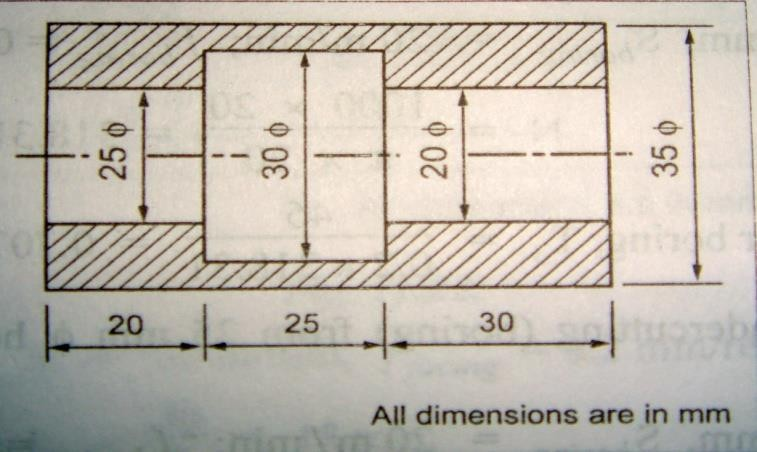 25 ϕ
30 ϕ
20 ϕ
35 ϕ
20
25
30
All dimensions are in mm